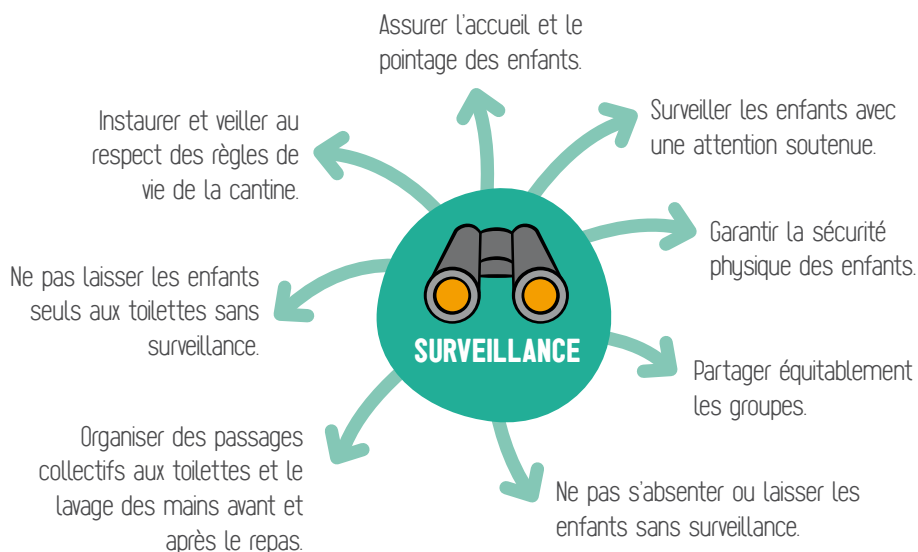 Assurer l'accueil et le
pointage des enfants.
Surveiller les enfants avec
une attention soutenue.
Garantir la sécurité
physique des enfants.
Partager équitablement
les groupes.
Ne pas s'absenter ou laisser les
enfants sans surveillance.
Organiser des passages
collectifs aux toilettes et le
lavage des mains avant et
après le repas.
Ne pas laisser les enfants
seuls aux toilettes sans
surveillance.
Instaurer et veiller au
respect des règles de
vie de la cantine.
SURVEILLANCE